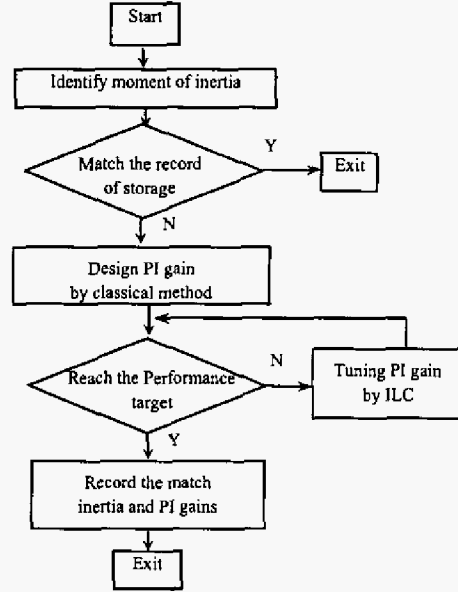 Start
Identify moment of inertia
Match the record
of storage
Y
Exit
N
Design PI gain
by classical method
Reach the Performance
target
N
Tuning PI gain
by ILC
Y
Record the match
inertia and PI gains
Exit